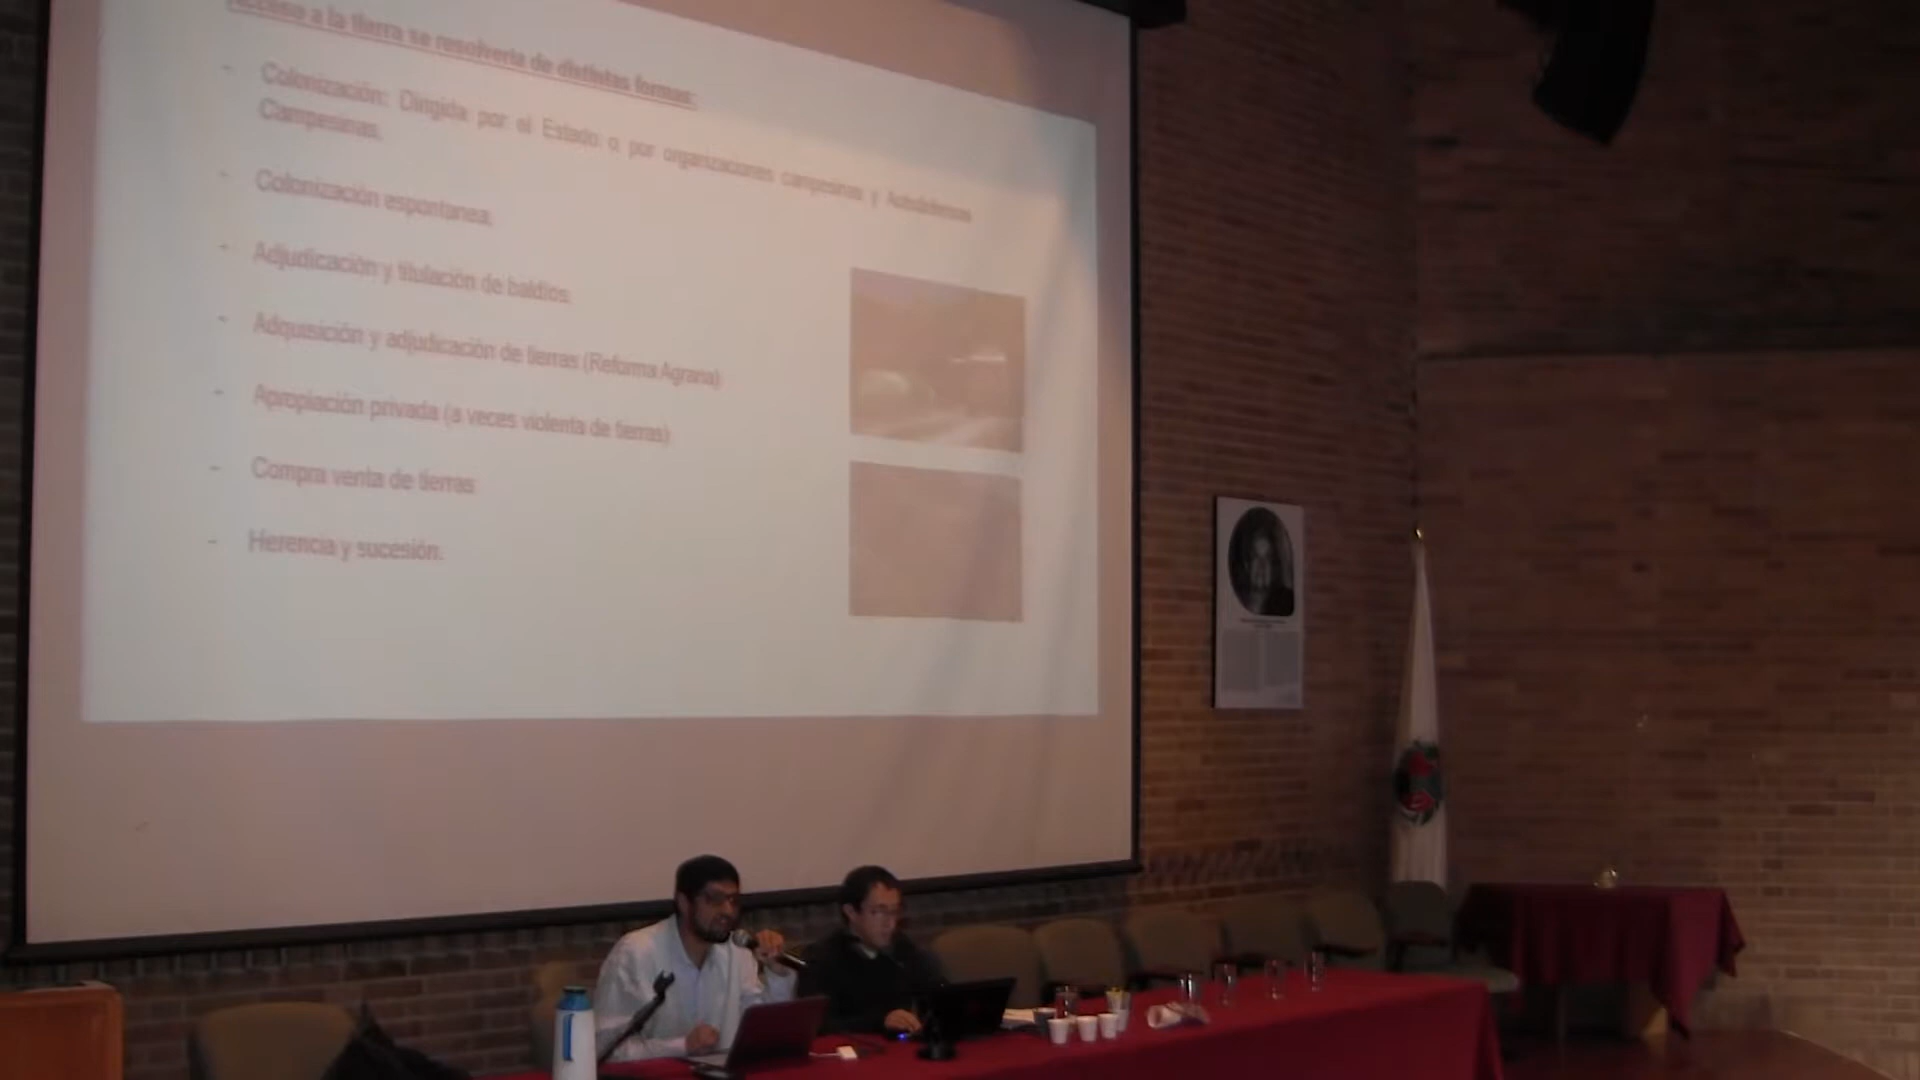 Acceso a la tierra se resolvería de distintas formas:
- Colonización: Dirigida por el Estado o por organizaciones campesinas y Autodefensas
Campesinas.
- Colonización espontanea.
- Adjudicación y titulación de baldíos.
- Adquisición y adjudicación de tierras (Reforma Agraria)
- Apropiación privada (a veces violenta de tierras)
- Compra venta de tierras
- Herencia y sucesión.